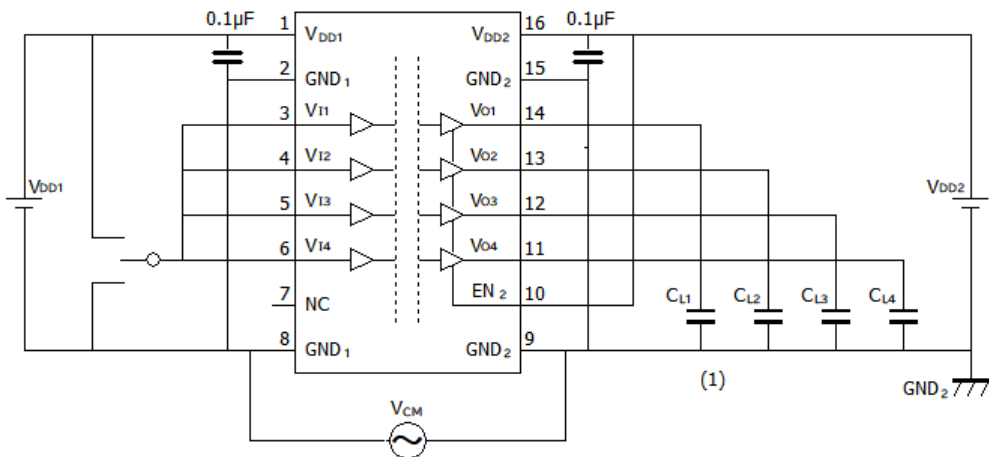 0.1μF 1 16 0.1μF
VDD1 VDD2
2 GND1 GND2 15
3 VI1 VO1 14
4 VI2 VO2 13
VDD1 VDD2
5 VI3 VO3 12
6 VI4 VO4 11
7 NC EN2 10
CL1 CL2 CL3 CL4
8 GND1 GND2 9
(1)
GND2
VCM